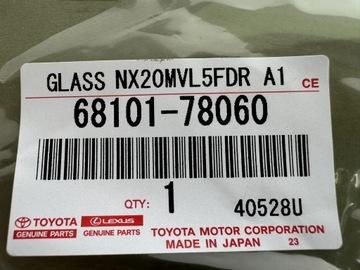 GLASS NX20MVL5FDR A1 CE
68101-78060
QTY: 1 40528U
TOYOTA LEXUS TOYOTA MOTOR CORPORATION
GENUINE PARTS GENUINE PARTS MADE IN JAPAN 23